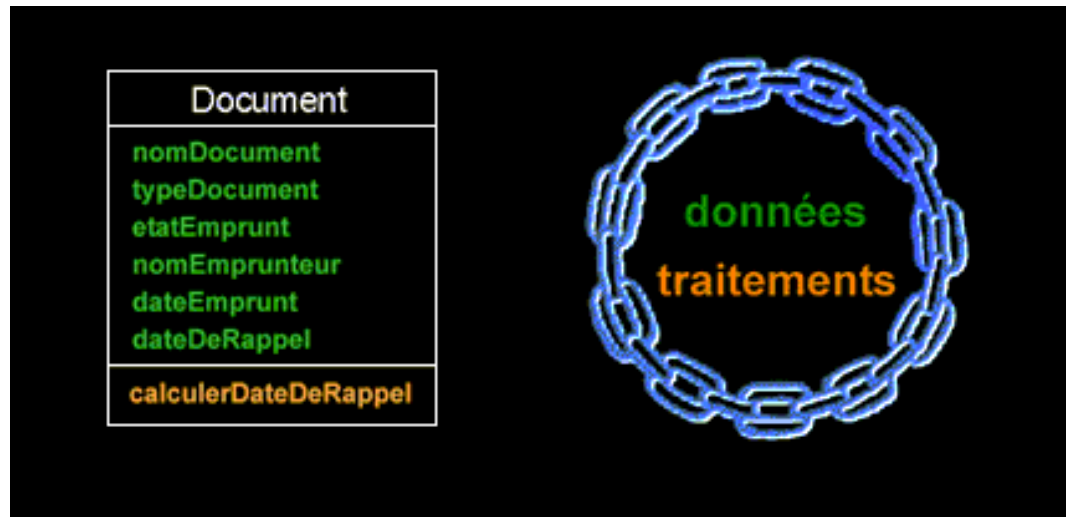 Document
nomDocument
typeDocument
etatEmprunt
nomEmprunteur
dateEmprunt
dateDeRappel
calculerDateDeRappel
données
traitements